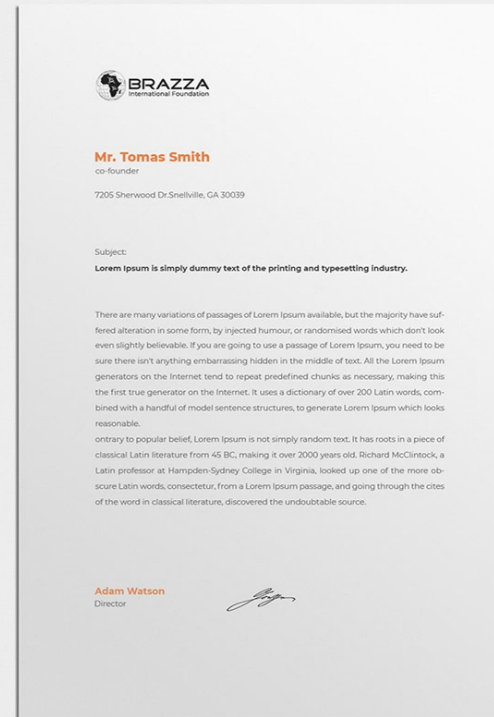 BRAZZA
International Foundation
Mr. Tomas Smith
co-founder
7205 Sherwood Dr.Snellville, GA 30039
Subject:
Lorem Ipsum is simply dummy text of the printing and typesetting industry.
There are many variations of passages of Lorem Ipsum available, but the majority have suf-
fered alteration in some form, by injected humour, or randomised words which don't look
even slightly believable. If you are going to use a passage of Lorem Ipsum, you need to be
sure there isn't anything embarrassing hidden in the middle of text. All the Lorem Ipsum
generators on the Internet tend to repeat predefined chunks as necessary, making this
the first true generator on the Internet. It uses a dictionary of over 200 Latin words, com-
bined with a handful of model sentence structures, to generate Lorem Ipsum which looks
reasonable.
ontrary to popular belief, Lorem Ipsum is not simply random text. It has roots in a piece of
classical Latin literature from 45 BC, making it over 2000 years old. Richard McClintock, a
Latin professor at Hampden-Sydney College in Virginia, looked up one of the more ob-
scure Latin words, consectetur, from a Lorem Ipsum passage, and going through the cites
of the word in classical literature, discovered the undoubtable source.
Adam Watson
Director